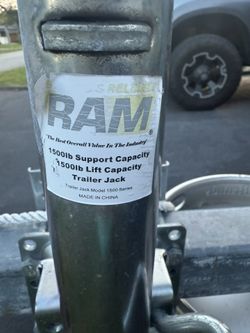 RAM®
"The Best Overall Value In The Industry"
1500lb Support Capacity
1500lb Lift Capacity
Trailer Jack
Trailer Jack Model 1500 Series
MADE IN CHINA